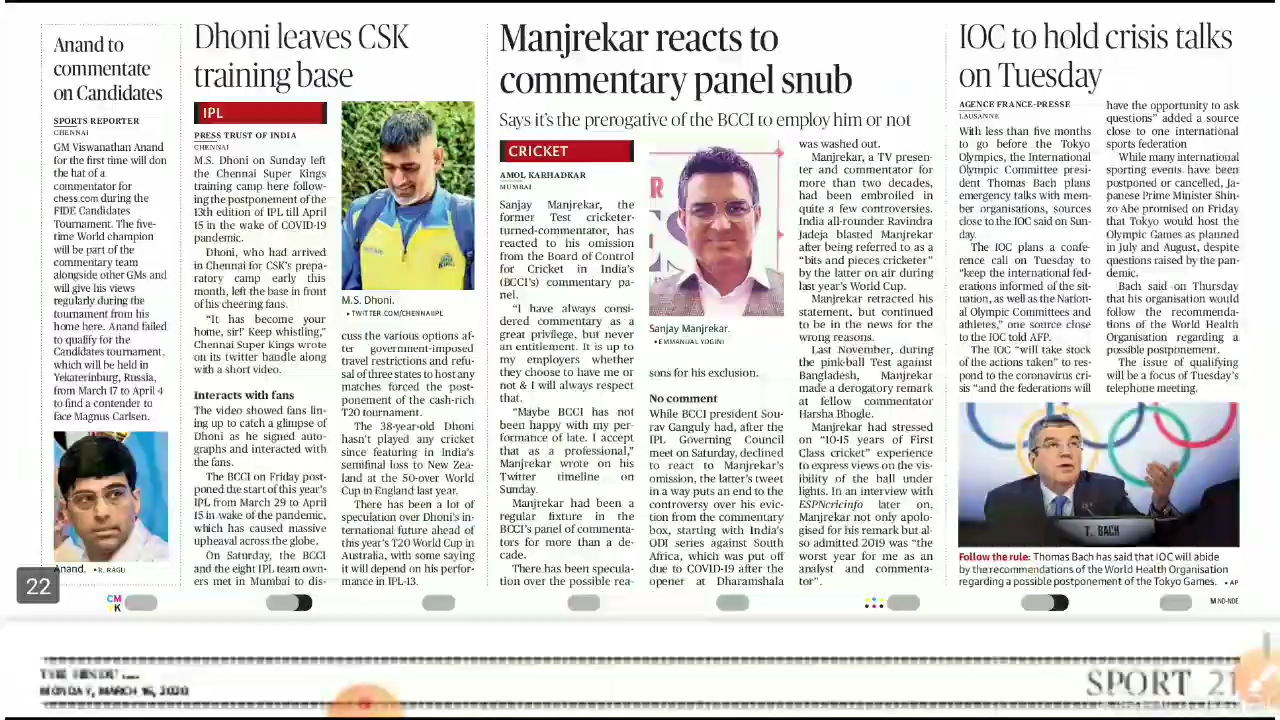 Anand to
commentate
on Candidates
SPORTS REPORTER
CHENNAI
GM Viswanathan Anand
for the first time will don
the hat of a
commentator for
chess.com during the
FIDE Candidates
Tournament. The five-
time World champion
will be part of the
commentary team
alongside other GMs and
will give his views
regularly during the
tournament from his
home here. Anand failed
to qualify for the
Candidates tournament,
which will be held in
Yekaterinburg, Russia,
from March 17 to April 4
to find a contender to
face Magnus Carlsen.
Anand. • R. RAGU
22
Dhoni leaves CSK
training base
IPL
PRESS TRUST OF INDIA
CHENNAI
M.S. Dhoni on Sunday left
the Chennai Super Kings
training camp here follow-
ing the postponement of the
13th edition of IPL till April
15 in the wake of COVID-19
pandemic.
Dhoni, who had arrived
in Chennai for CSK's prepa-
ratory camp early this
month, left the base in front
of his cheering fans.
"It has become your
home, sir!' Keep whistling,"
Chennai Super Kings wrote
on its twitter handle along
with a short video.
Interacts with fans
The video showed fans lin-
ing up to catch a glimpse of
Dhoni as he signed auto-
graphs and interacted with
the fans.
The BCCI on Friday post-
poned the start of this year's
IPL from March 29 to April
15 in wake of the pandemic,
which has caused massive
upheaval across the globe.
On Saturday, the BCCI
and the eight IPL team own-
ers met in Mumbai to dis-
M.S. Dhoni.
• TWITTER.COM/CHENNAIIPL
cuss the various options af-
ter government-imposed
travel restrictions and refu-
sal of three states to host any
matches forced the post-
ponement of the cash-rich
T20 tournament.
The 38-year-old Dhoni
hasn't played any cricket
since featuring in India's
semifinal loss to New Zea-
land at the 50-over World
Cup in England last year.
There has been a lot of
speculation over Dhoni's in-
ternational future ahead of
this year's T20 World Cup in
Australia, with some saying
it will depend on his perfor-
mance in IPL-13.
Manjrekar reacts to
commentary panel snub
Says it's the prerogative of the BCCI to employ him or not
CRICKET
AMOL KARHADKAR
MUMBAI
Sanjay Manjrekar, the
former Test cricketer-
turned-commentator, has
reacted to his omission
from the Board of Control
for Cricket in India's
(BCCI's) commentary pa-
nel.
"I have always consi-
dered commentary as a
great privilege, but never
an entitlement. It is up to
my employers whether
they choose to have me or
not & I will always respect
that.
"Maybe BCCI has not
been happy with my per-
formance of late. I accept
that as a professional,"
Manjrekar wrote on his
Twitter timeline on
Sunday.
Manjrekar had been a
regular fixture in the
BCCI's panel of commenta-
tors for more than a de-
cade.
There has been specula-
tion over the possible rea-
Sanjay Manjrekar.
• EMMANUAL YOGINI
sons for his exclusion.
No comment
While BCCI president Sou-
rav Ganguly had, after the
IPL Governing Council
meet on Saturday, declined
to react to Manjrekar's
omission, the latter's tweet
in a way puts an end to the
controversy over his evic-
tion from the commentary
box, starting with India's
ODI series against South
Africa, which was put off
due to COVID-19 after the
opener at Dharamshala
was washed out.
Manjrekar, a TV presen-
ter and commentator for
more than two decades,
had been embroiled in
quite a few controversies.
India all-rounder Ravindra
Jadeja blasted Manjrekar
after being referred to as a
"bits and pieces cricketer"
by the latter on air during
last year's World Cup.
Manjrekar retracted his
statement, but continued
to be in the news for the
wrong reasons.
Last November, during
the pink-ball Test against
Bangladesh, Manjrekar
made a derogatory remark
at fellow commentator
Harsha Bhogle.
Manjrekar had stressed
on "10-15 years of First
Class cricket" experience
to express views on the vis-
ibility of the ball under
lights. In an interview with
ESPNcricinfo later on,
Manjrekar not only apolo-
gised for his remark but al-
so admitted 2019 was "the
worst year for me as an
analyst and commenta-
tor".
IOC to hold crisis talks
on Tuesday
AGENCE FRANCE-PRESSE
LAUSANNE
With less than five months
to go before the Tokyo
Olympics, the International
Olympic Committee presi-
dent Thomas Bach plans
emergency talks with mem-
ber organisations, sources
close to the IOC said on Sun-
day.
The IOC plans a confe-
rence call on Tuesday to
"keep the international fed-
erations informed of the sit-
uation, as well as the Nation-
al Olympic Committees and
athletes," one source close
to the IOC told AFP.
The IOC "will take stock
of the actions taken" to res-
pond to the coronavirus cri-
sis "and the federations will
have the opportunity to ask
questions" added a source
close to one international
sports federation
While many international
sporting events have been
postponed or cancelled, Ja-
panese Prime Minister Shin-
zo Abe promised on Friday
that Tokyo would host the
Olympic Games as planned
in July and August, despite
questions raised by the pan-
demic.
Bach said on Thursday
that his organisation would
follow the recommenda-
tions of the World Health
Organisation regarding a
possible postponement.
The issue of qualifying
will be a focus of Tuesday's
telephone meeting.
T. BACH
Follow the rule: Thomas Bach has said that IOC will abide
by the recommendations of the World Health Organisation
regarding a possible postponement of the Tokyo Games. • AP
CM
YK
M ND-NDE
THE HINDU
MONDAY, MARCH 16, 2020
SPORT 21